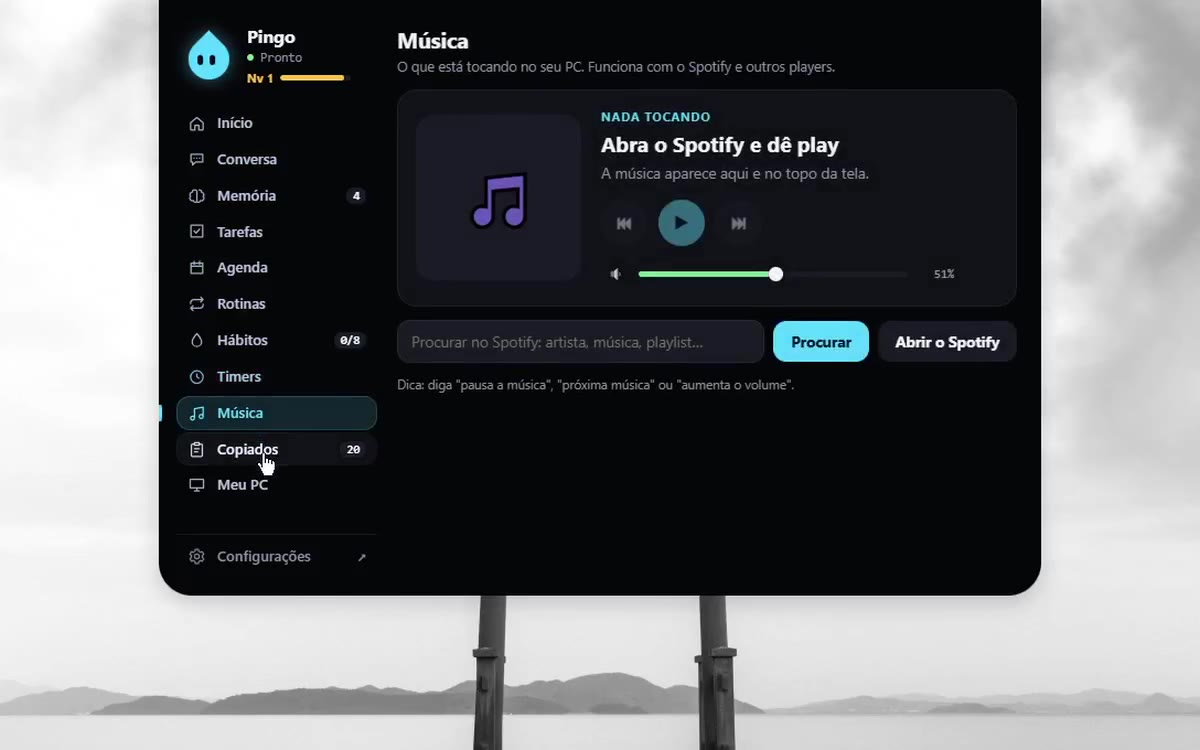 Pingo
Pronto
Nv 1
Início
Conversa
Memória 4
Tarefas
Agenda
Rotinas
Hábitos 0/8
Timers
Música
Copiados 20
Meu PC
Configurações
Música
O que está tocando no seu PC. Funciona com o Spotify e outros players.
NADA TOCANDO
Abra o Spotify e dê play
A música aparece aqui e no topo da tela.
51%
Procurar no Spotify: artista, música, playlist...
Procurar
Abrir o Spotify
Dica: diga "pausa a música", "próxima música" ou "aumenta o volume".